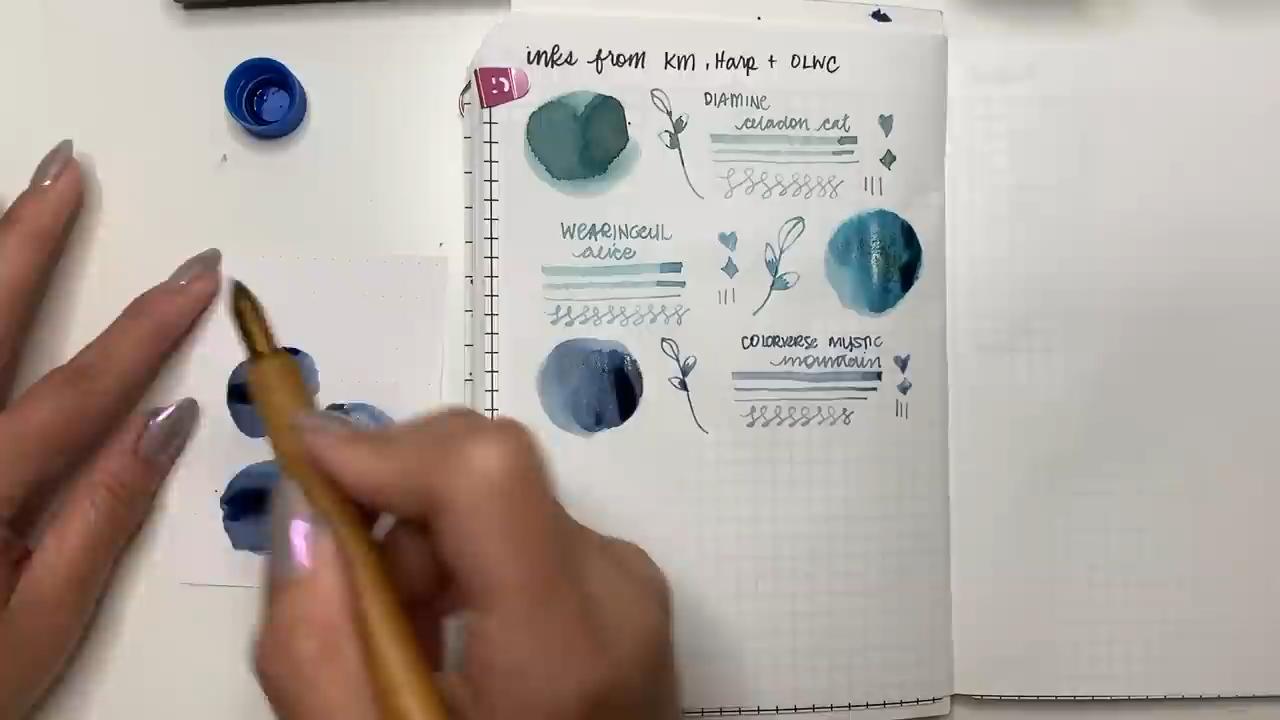 inks from KM, Harp + OLWC
DIAMINE
celadon cat
WEARINGEUL
alice
COLORVERSE MYSTIC
mountain